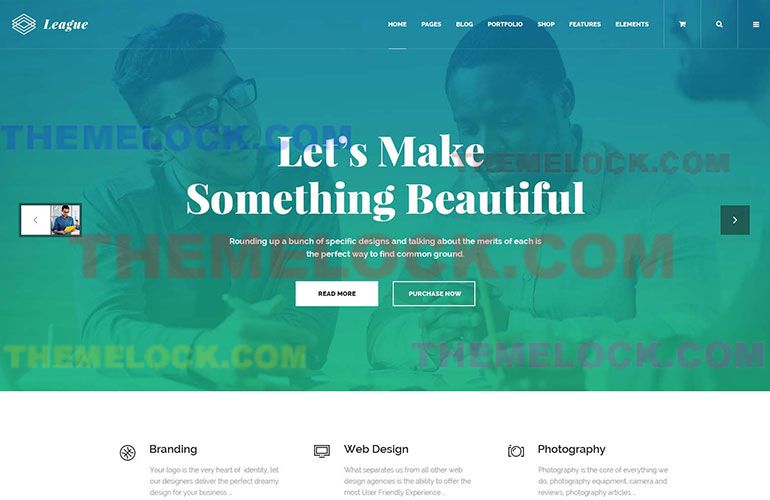 League
HOME PAGES BLOG PORTFOLIO SHOP FEATURES ELEMENTS
THEMELOCK.COM
Let's Make
THEMELOCK.COM
Something Beautiful
Rounding up a bunch of specific designs and talking about the merits of each is
the perfect way to find common ground.
THEMELOCK.COM
READ MORE
PURCHASE NOW
THEMELOCK.COM
THEMELOCK.COM
Branding
Your logo is the very heart of identity, let
our designers deliver the perfect dreamy
design for your business ...
Web Design
What separates us from all other web
design agencies is the ability to offer the
most User Friendly Experience ...
Photography
Photography is the core of everything we
do, photography equipment, camera and
reviews, photography articles ...